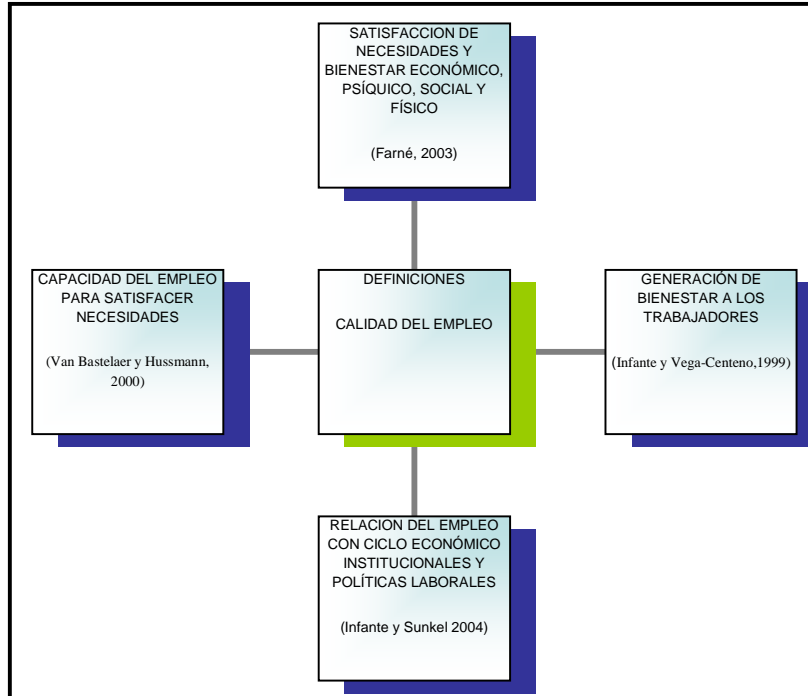 SATISFACCION DE
NECESIDADES Y
BIENESTAR ECONÓMICO,
PSÍQUICO, SOCIAL Y
FÍSICO
(Farné, 2003)
CAPACIDAD DEL EMPLEO
PARA SATISFACER
NECESIDADES
(Van Bastelaer y Hussmann,
2000)
DEFINICIONES
CALIDAD DEL EMPLEO
GENERACIÓN DE
BIENESTAR A LOS
TRABAJADORES
(Infante y Vega-Centeno,1999)
RELACION DEL EMPLEO
CON CICLO ECONÓMICO
INSTITUCIONALES Y
POLÍTICAS LABORALES
(Infante y Sunkel 2004)